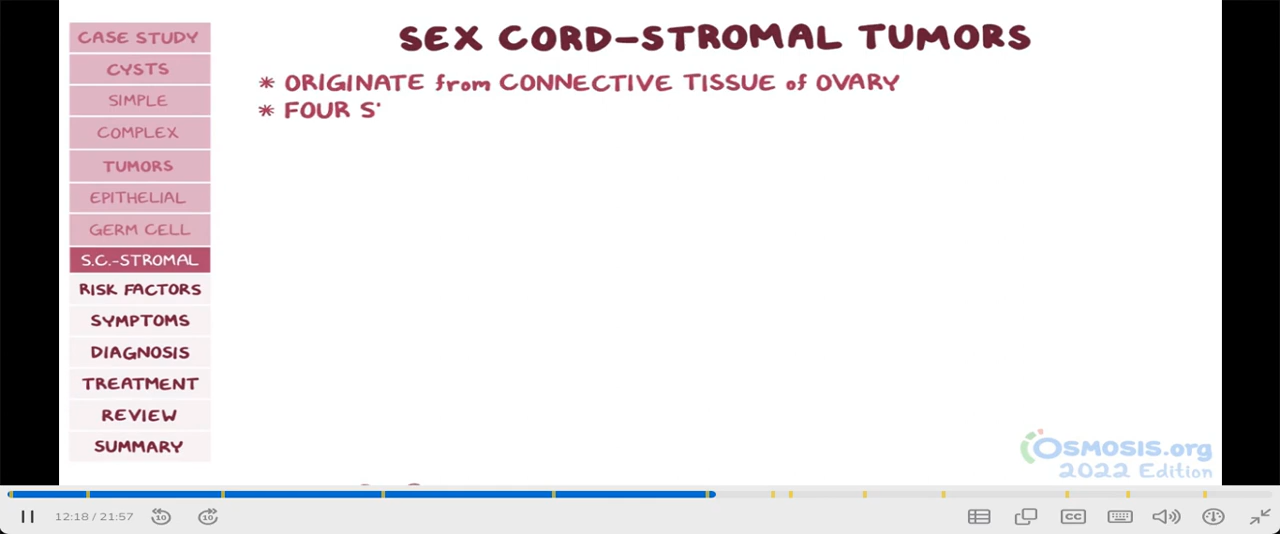 SEX CORD-STROMAL TUMORS
* ORIGINATE from CONNECTIVE TISSUE of OVARY
* FOUR S
CASE STUDY
CYSTS
SIMPLE
COMPLEX
TUMORS
EPITHELIAL
GERM CELL
S.C.-STROMAL
RISK FACTORS
SYMPTOMS
DIAGNOSIS
TREATMENT
REVIEW
SUMMARY
OSMOSIS.org
2022 Edition
12:18 / 21:57
10
10
CC